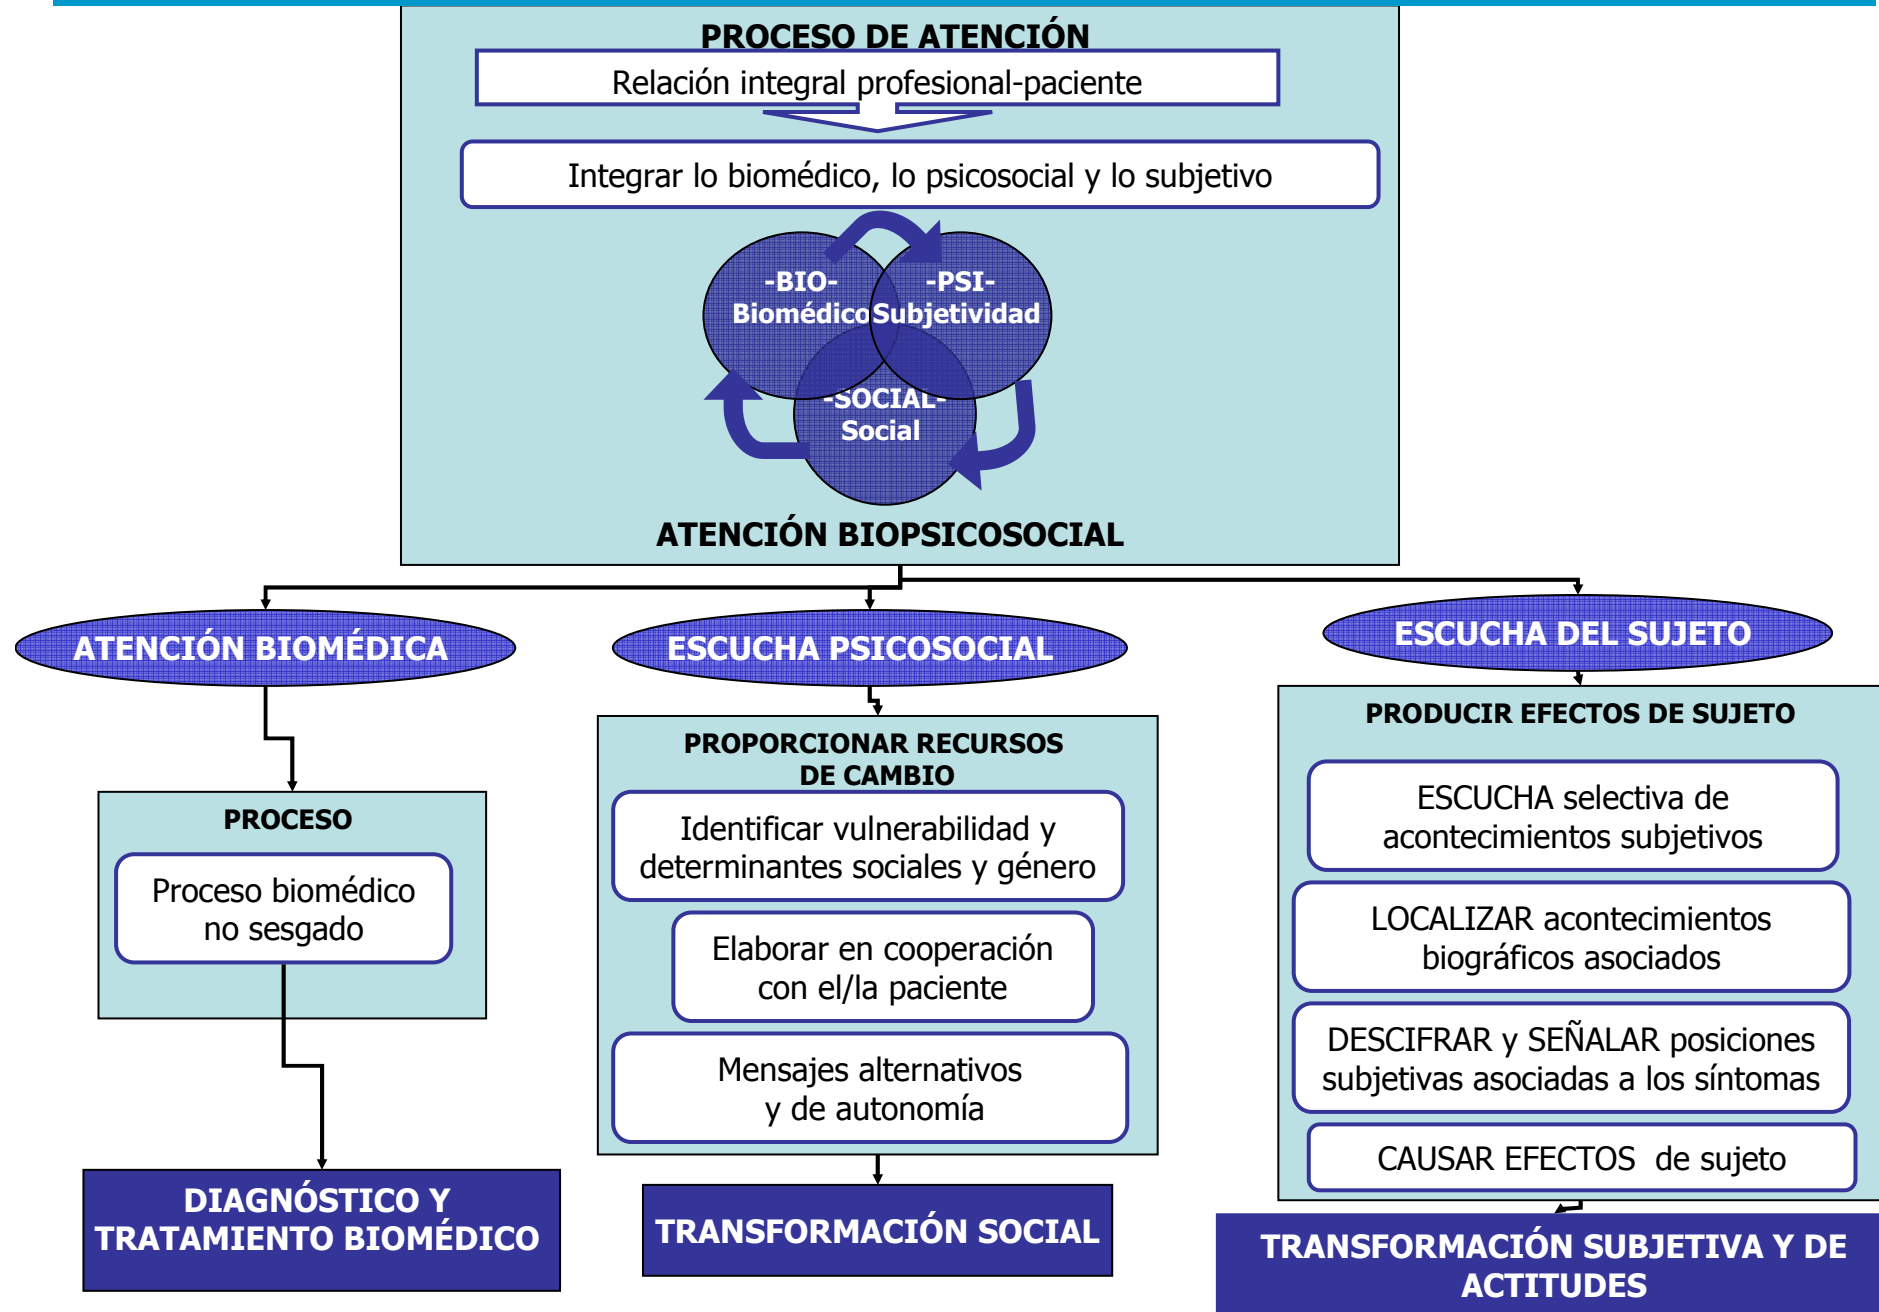 PROCESO DE ATENCIÓN
Relación integral profesional-paciente
Integrar lo biomédico, lo psicosocial y lo subjetivo
-BIO-
Biomédico
-PSI-
Subjetividad
-SOCIAL-
Social
ATENCIÓN BIOPSICOSOCIAL
ATENCIÓN BIOMÉDICA
PROCESO
Proceso biomédico
no sesgado
DIAGNÓSTICO Y
TRATAMIENTO BIOMÉDICO
ESCUCHA PSICOSOCIAL
PROPORCIONAR RECURSOS
DE CAMBIO
Identificar vulnerabilidad y
determinantes sociales y género
Elaborar en cooperación
con el/la paciente
Mensajes alternativos
y de autonomía
TRANSFORMACIÓN SOCIAL
ESCUCHA DEL SUJETO
PRODUCIR EFECTOS DE SUJETO
ESCUCHA selectiva de
acontecimientos subjetivos
LOCALIZAR acontecimientos
biográficos asociados
DESCIFRAR y SEÑALAR posiciones
subjetivas asociadas a los síntomas
CAUSAR EFECTOS de sujeto
TRANSFORMACIÓN SUBJETIVA Y DE
ACTITUDES